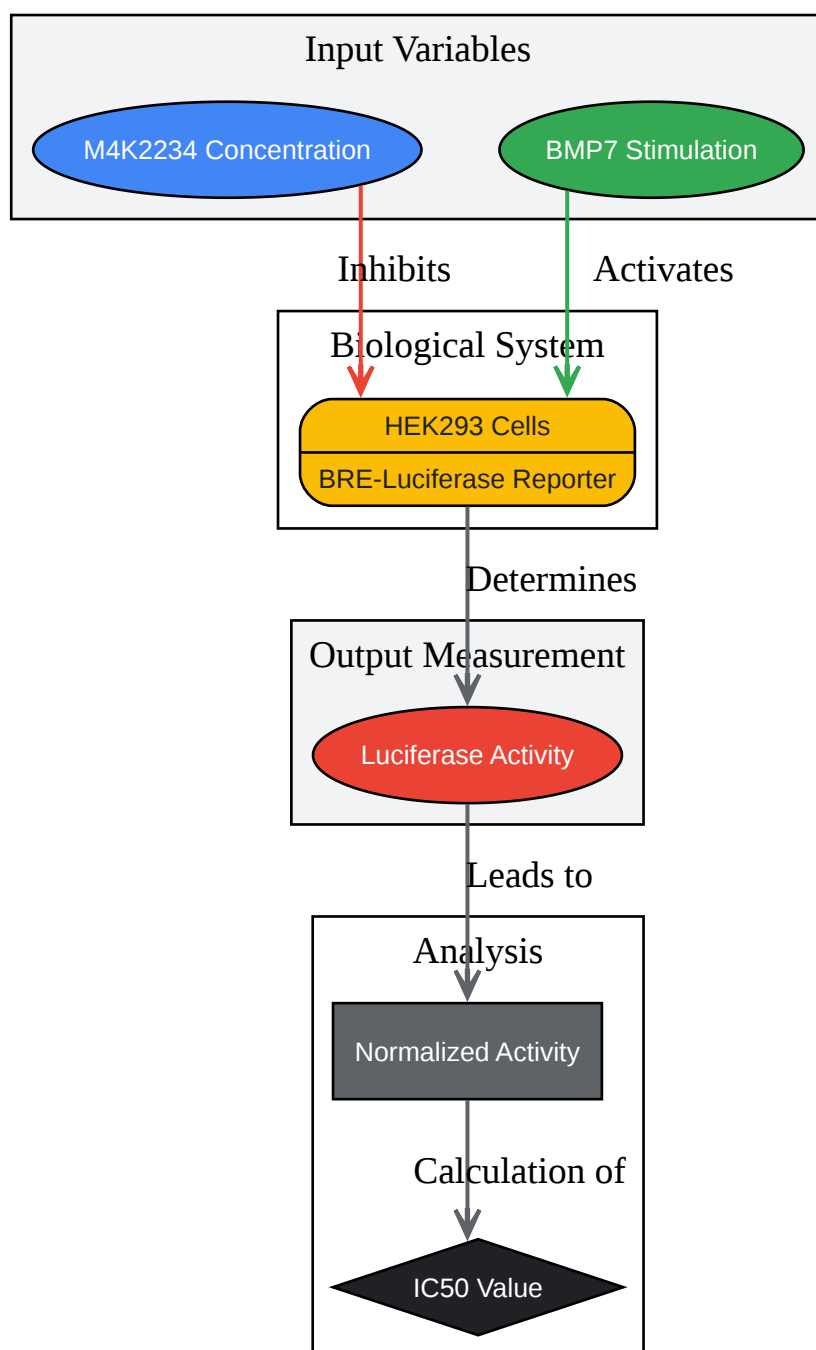 Input Variables
M4K2234 Concentration
BMP7 Stimulation
Inhibits
Activates
Biological System
HEK293 Cells
BRE-Luciferase Reporter
Determines
Output Measurement
Luciferase Activity
Leads to
Analysis
Normalized Activity
Calculation of
IC50 Value